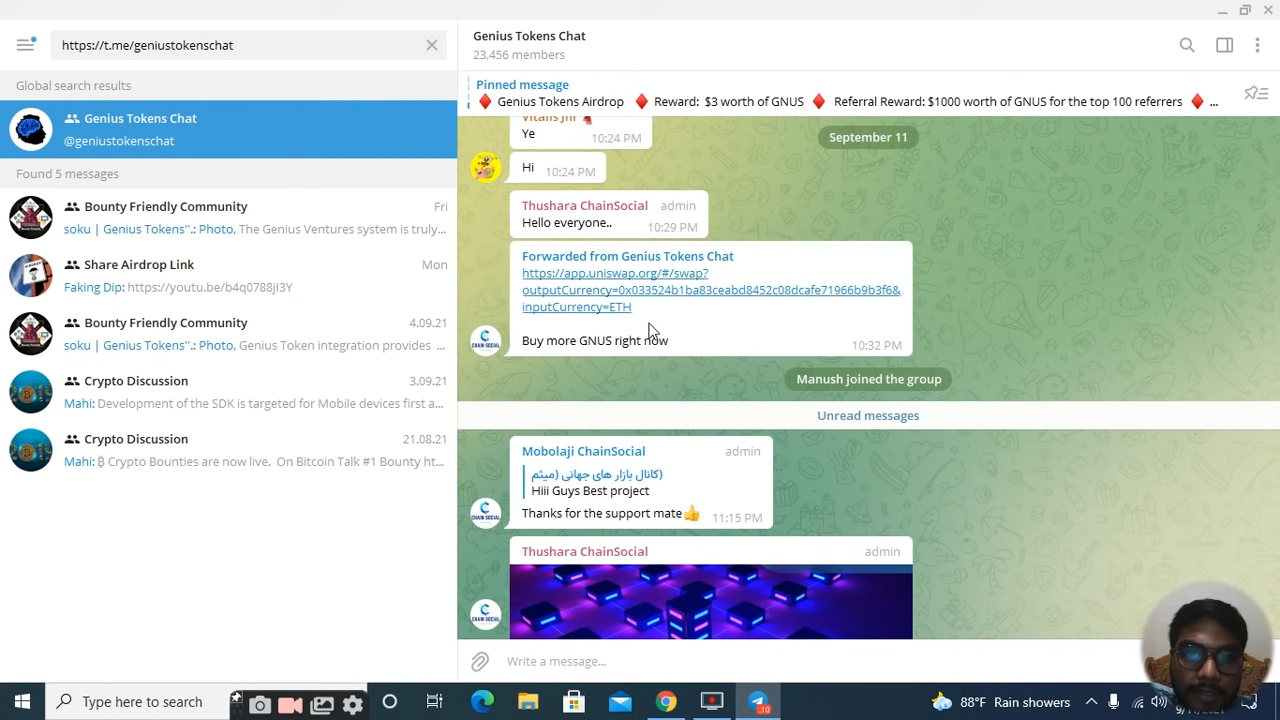 https://t.me/geniustokenschat
Global search results
Genius Tokens Chat
@geniustokenschat
Found 5 messages
Bounty Friendly Community
Fri
soku | Genius Tokens".: Photo, The Genius Ventures system is truly...
Share Airdrop Link
Mon
Faking Dip: https://youtu.be/b4q0788jI3Y
Bounty Friendly Community
4.09.21
soku | Genius Tokens".: Photo, Genius Token integration provides ...
Crypto Discussion
3.09.21
Mahi: Development of the SDK is targeted for Mobile devices first a...
Crypto Discussion
21.08.21
Mahi: ₿ Crypto Bounties are now live. On Bitcoin Talk #1 Bounty ht...
Genius Tokens Chat
23,456 members
Pinned message
♦ Genius Tokens Airdrop ♦ Reward: $3 worth of GNUS ♦ Referral Reward: $1000 worth of GNUS for the top 100 referrers ♦ ...
Vitalis Jnr
Ye
10:24 PM
September 11
Hi
10:24 PM
Thushara ChainSocial admin
Hello everyone..
10:29 PM
Forwarded from Genius Tokens Chat
https://app.uniswap.org/#/swap?
outputCurrency=0x033524b1ba83ceabd8452c08dcafe71966b9b3f6&
inputCurrency=ETH
Buy more GNUS right now
10:32 PM
CHAIN SOCIAL
Manush joined the group
Unread messages
Mobolaji ChainSocial admin
(کانال بازار های جهانی (میثم
Hiii Guys Best project
Thanks for the support mate👍
11:15 PM
CHAIN SOCIAL
Thushara ChainSocial admin
CHAIN SOCIAL
Write a message...
Type here to search
10
88°F Rain showers